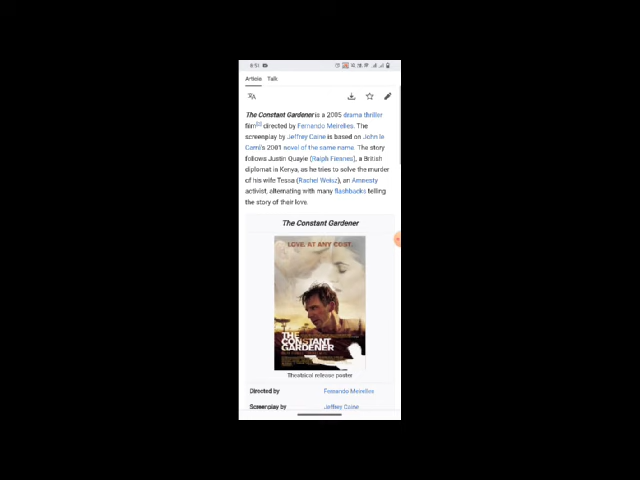 8:51
Article Talk
The Constant Gardener is a 2005 drama thriller
film[2] directed by Fernando Meirelles. The
screenplay by Jeffrey Caine is based on John le
Carré's 2001 novel of the same name. The story
follows Justin Quayle (Ralph Fiennes), a British
diplomat in Kenya, as he tries to solve the murder
of his wife Tessa (Rachel Weisz), an Amnesty
activist, alternating with many flashbacks telling
the story of their love.
The Constant Gardener
LOVE. AT ANY COST.
THE
CONSTANT
GARDENER
Theatrical release poster
Directed by Fernando Meirelles
Screenplay by Jeffrey Caine